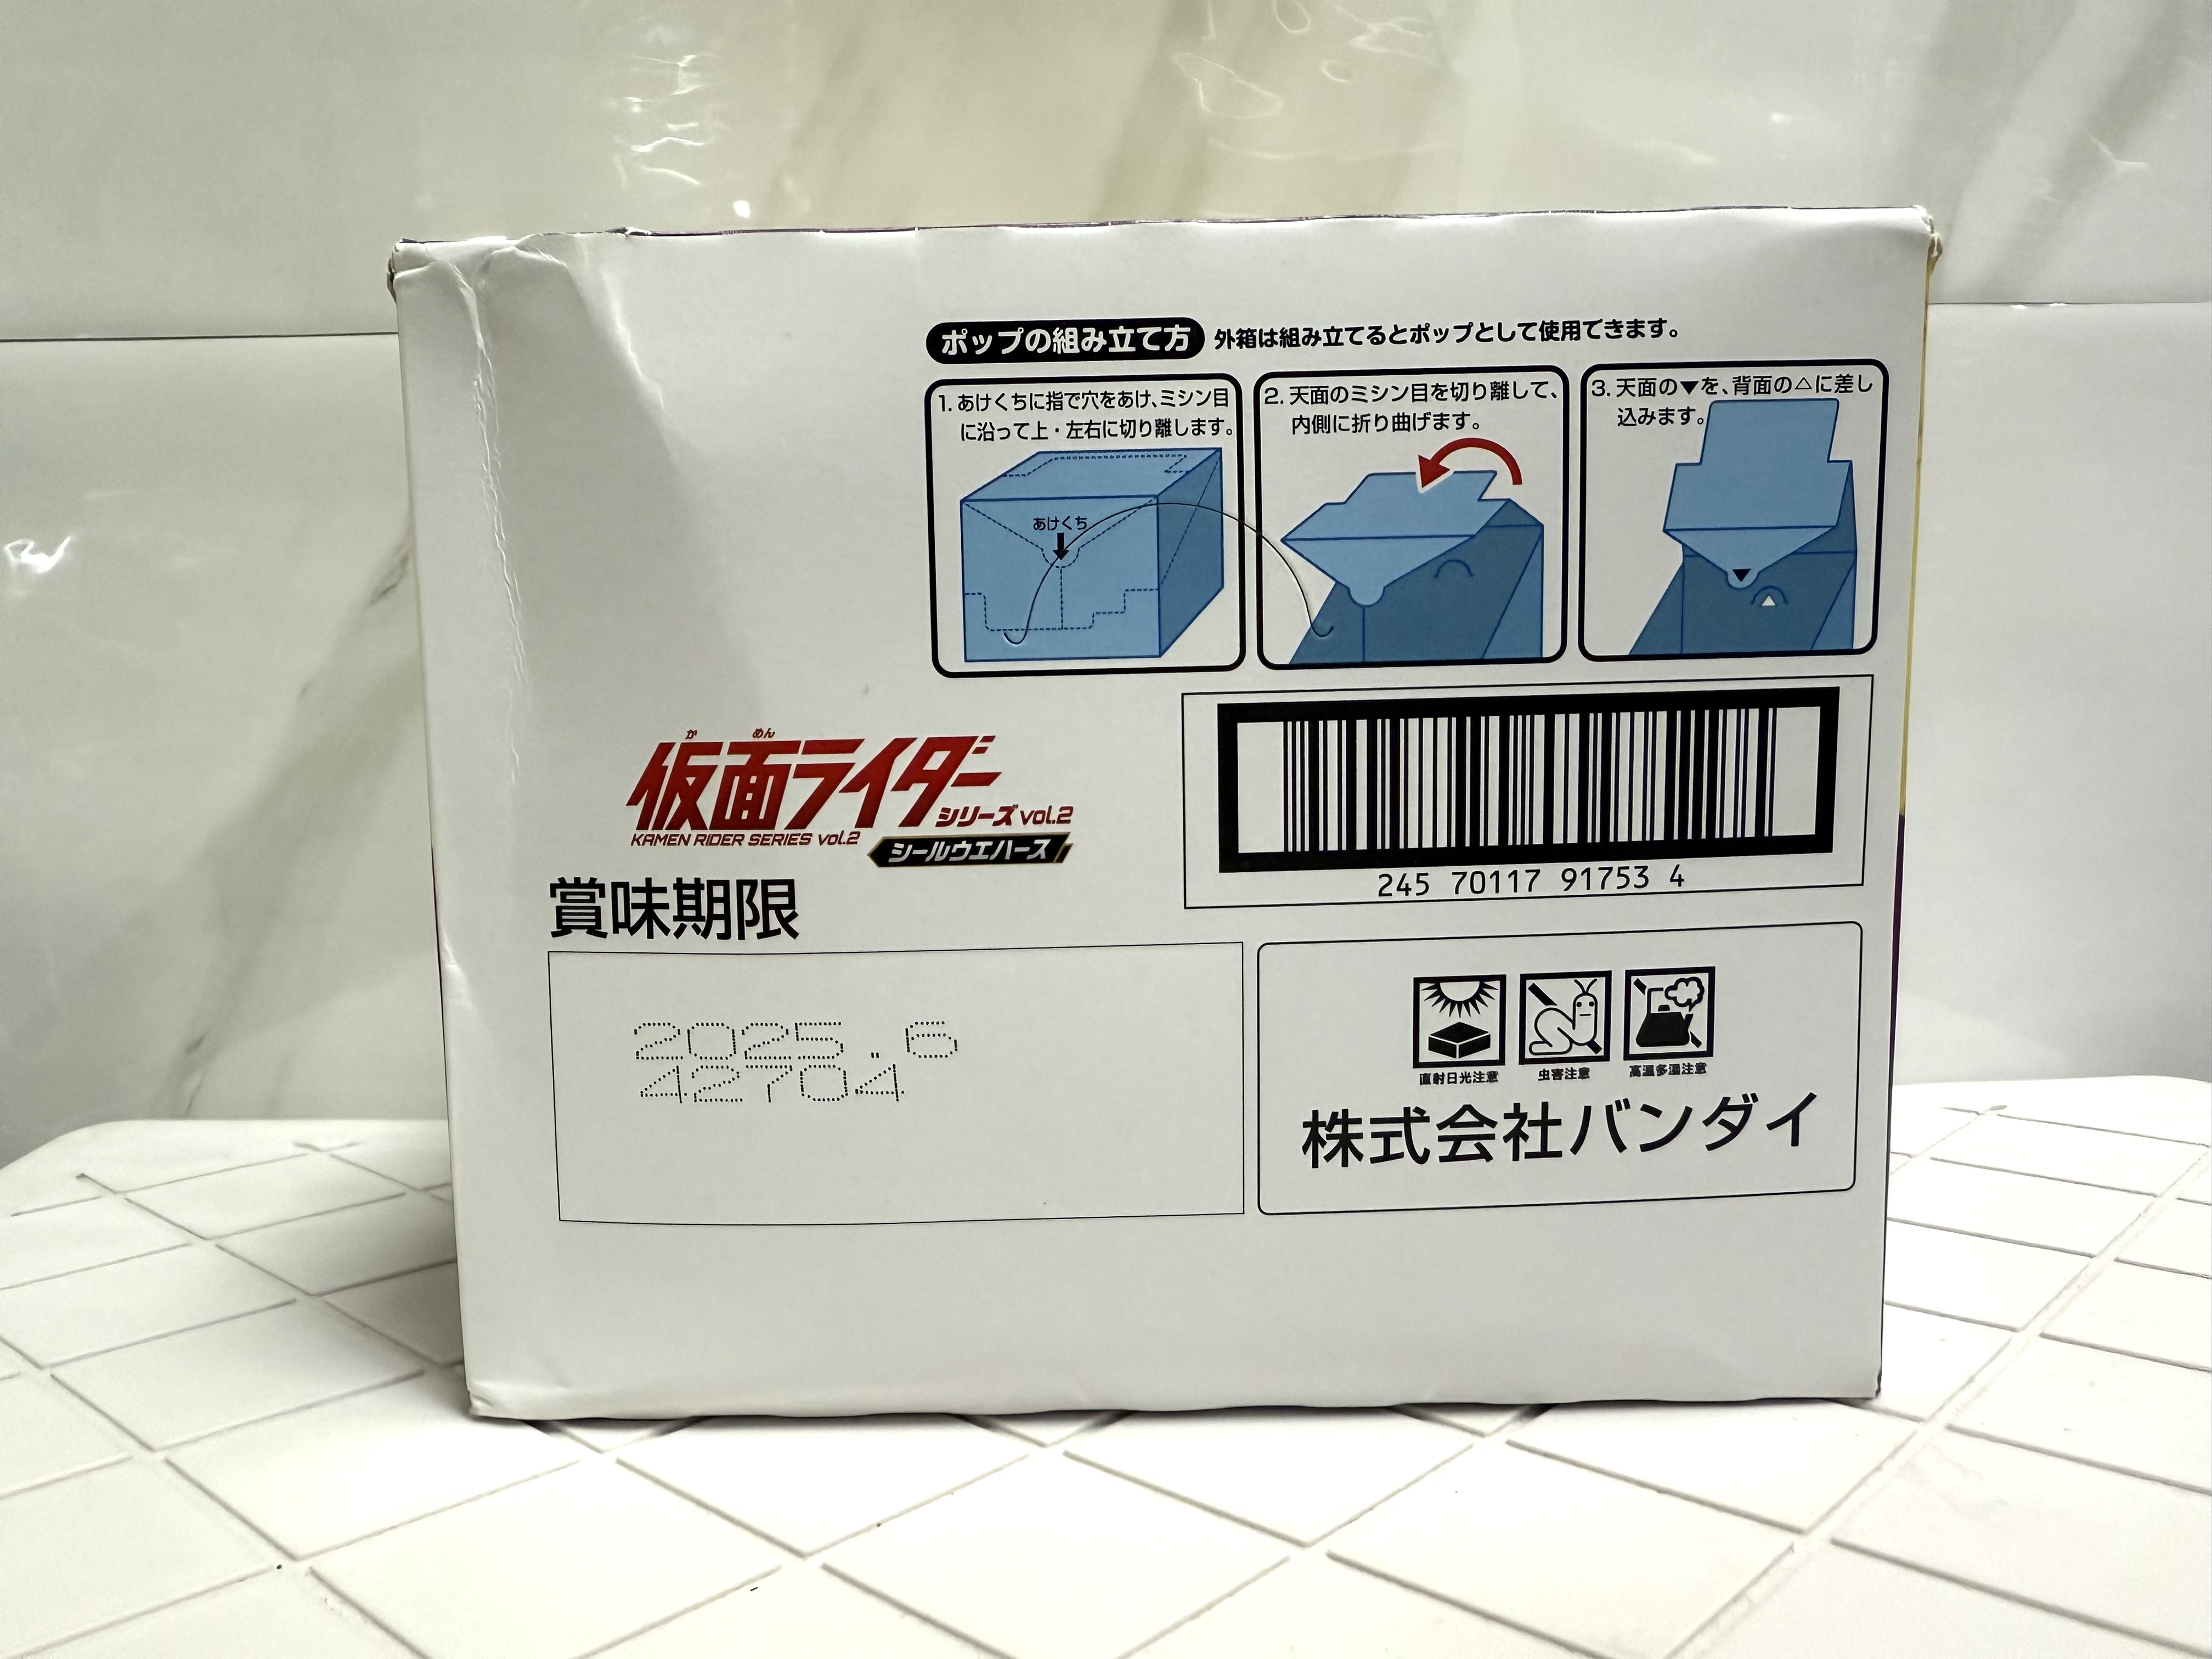 ポップの組み立て方 外箱は組み立てるとポップとして使用できます。
1. あけくちに指で穴をあけ、ミシン目
に沿って上・左右に切り離します。
あけくち
2. 天面のミシン目を切り離して、
内側に折り曲げます。
3. 天面の▼を、背面の△に差し
込みます。
か めん
仮面ライダー
シリーズ vol.2
KAMEN RIDER SERIES vol.2
シールウエハース
245 70117 91753 4
賞味期限
2025. 6
42704
直射日光注意 虫害注意 高温多湿注意
株式会社バンダイ